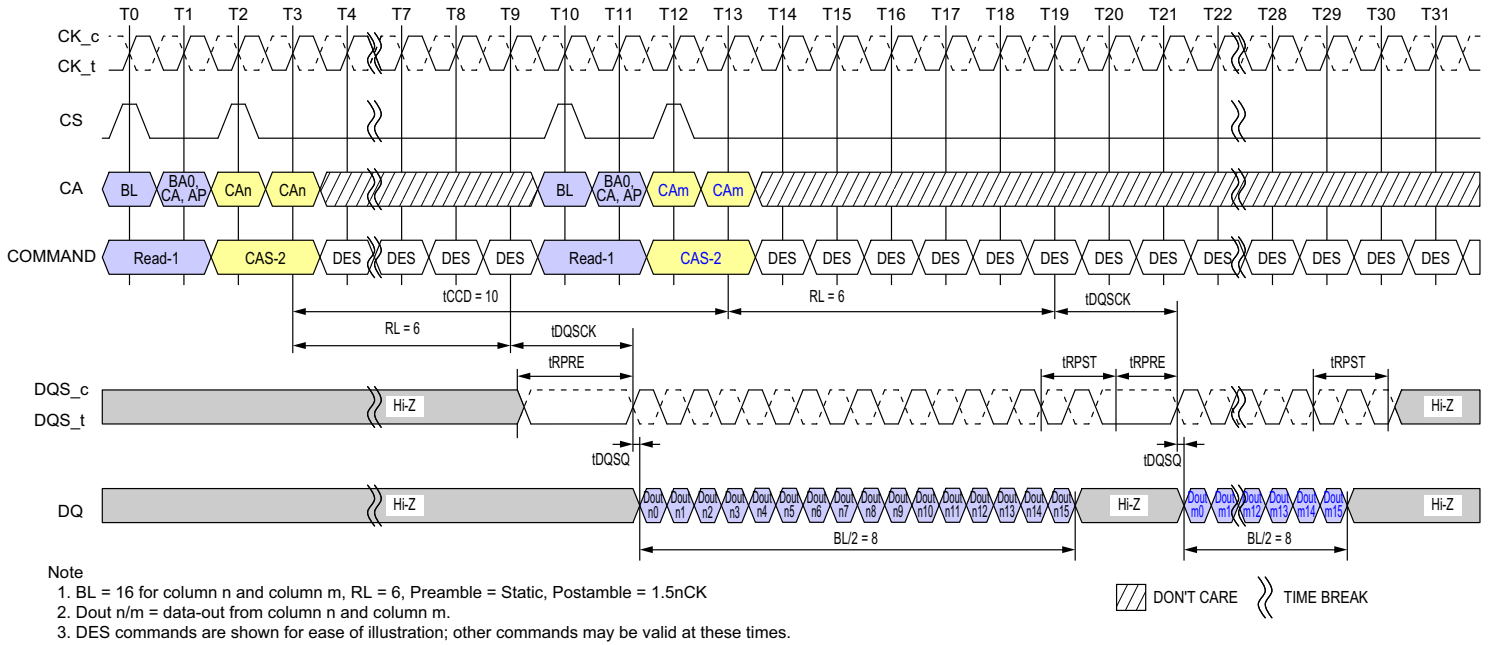 T0 T1 T2 T3 T4 T7 T8 T9 T10 T11 T12 T13 T14 T15 T16 T17 T18 T19 T20 T21 T22 T28 T29 T30 T31
CK_c
CK_t
CS
CA BL BA0, CA, AP CAn CAn BL BA0, CA, AP CAm CAm
COMMAND Read-1 CAS-2 DES DES DES DES Read-1 CAS-2 DES DES DES DES DES DES DES DES DES DES DES DES DES
tCCD = 10 RL = 6 tDQSCK
RL = 6 tDQSCK
tRPRE tRPST tRPRE tRPST
DQS_c
DQS_t
Hi-Z Hi-Z
tDQSQ tDQSQ
DQ Hi-Z Dout n0 Dout n1 Dout n2 Dout n3 Dout n4 Dout n5 Dout n6 Dout n7 Dout n8 Dout n9 Dout n10 Dout n11 Dout n12 Dout n13 Dout n14 Dout n15 Hi-Z Dout m0 Dout m1 Dout m12 Dout m13 Dout m14 Dout m15 Hi-Z
BL/2 = 8 BL/2 = 8
Note
1. BL = 16 for column n and column m, RL = 6, Preamble = Static, Postamble = 1.5nCK
2. Dout n/m = data-out from column n and column m.
3. DES commands are shown for ease of illustration; other commands may be valid at these times.
DON'T CARE TIME BREAK